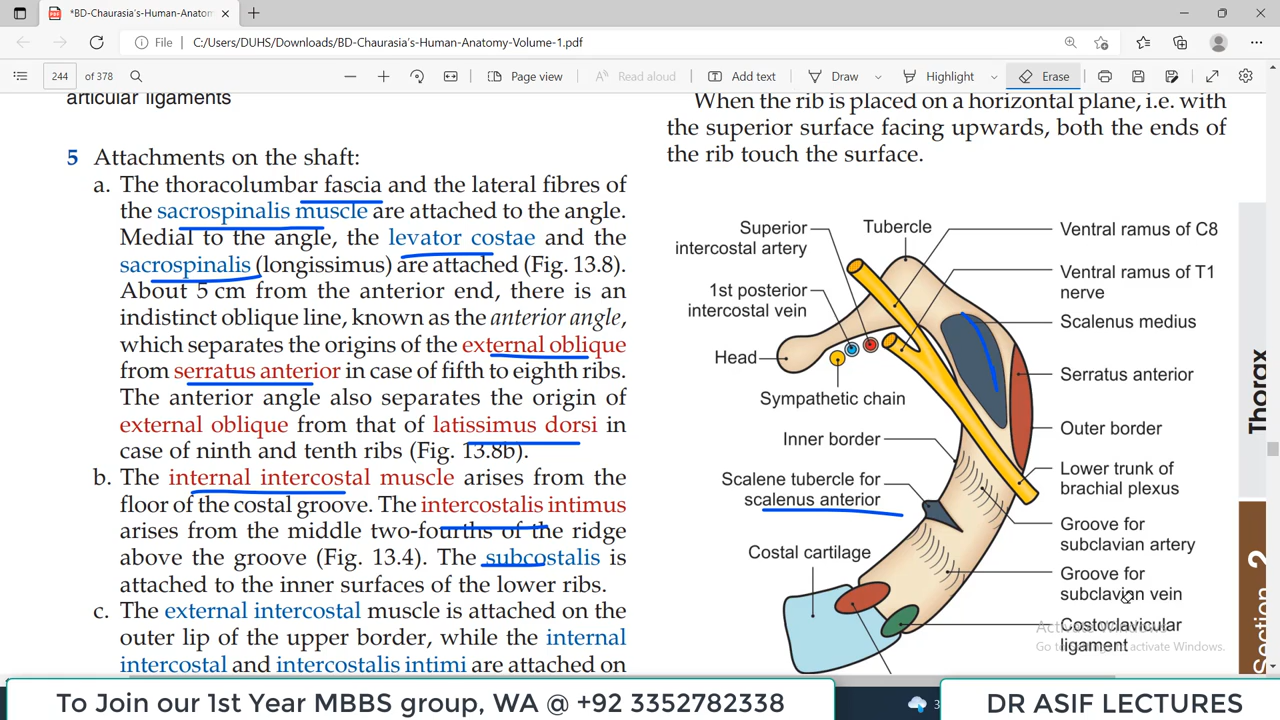 *BD-Chaurasia's-Human-Anatom
File
C:/Users/DUHS/Downloads/BD-Chaurasia's-Human-Anatomy-Volume-1.pdf
244
of 378
Page view
Read aloud
Add text
Draw
Highlight
Erase
articular ligaments
5 Attachments on the shaft:
a. The thoracolumbar fascia and the lateral fibres of
the sacrospinalis muscle are attached to the angle.
Medial to the angle, the levator costae and the
sacrospinalis (longissimus) are attached (Fig. 13.8).
About 5 cm from the anterior end, there is an
indistinct oblique line, known as the anterior angle,
which separates the origins of the external oblique
from serratus anterior in case of fifth to eighth ribs.
The anterior angle also separates the origin of
external oblique from that of latissimus dorsi in
case of ninth and tenth ribs (Fig. 13.8b).
b. The internal intercostal muscle arises from the
floor of the costal groove. The intercostalis intimus
arises from the middle two-fourths of the ridge
above the groove (Fig. 13.4). The subcostalis is
attached to the inner surfaces of the lower ribs.
c. The external intercostal muscle is attached on the
outer lip of the upper border, while the internal
intercostal and intercostalis intimi are attached on
When the rib is placed on a horizontal plane, i.e. with
the superior surface facing upwards, both the ends of
the rib touch the surface.
Superior
intercostal artery
Tubercle
Ventral ramus of C8
1st posterior
intercostal vein
Ventral ramus of T1
nerve
Scalenus medius
Head
Serratus anterior
Sympathetic chain
Inner border
Outer border
Scalene tubercle for
scalenus anterior
Lower trunk of
brachial plexus
Groove for
subclavian artery
Costal cartilage
Groove for
subclavian vein
Costoclavicular
ligament
Activate Windows
Go to Settings to activate Windows.
Thorax
Section 2
To Join our 1st Year MBBS group, WA @ +92 3352782338
DR ASIF LECTURES